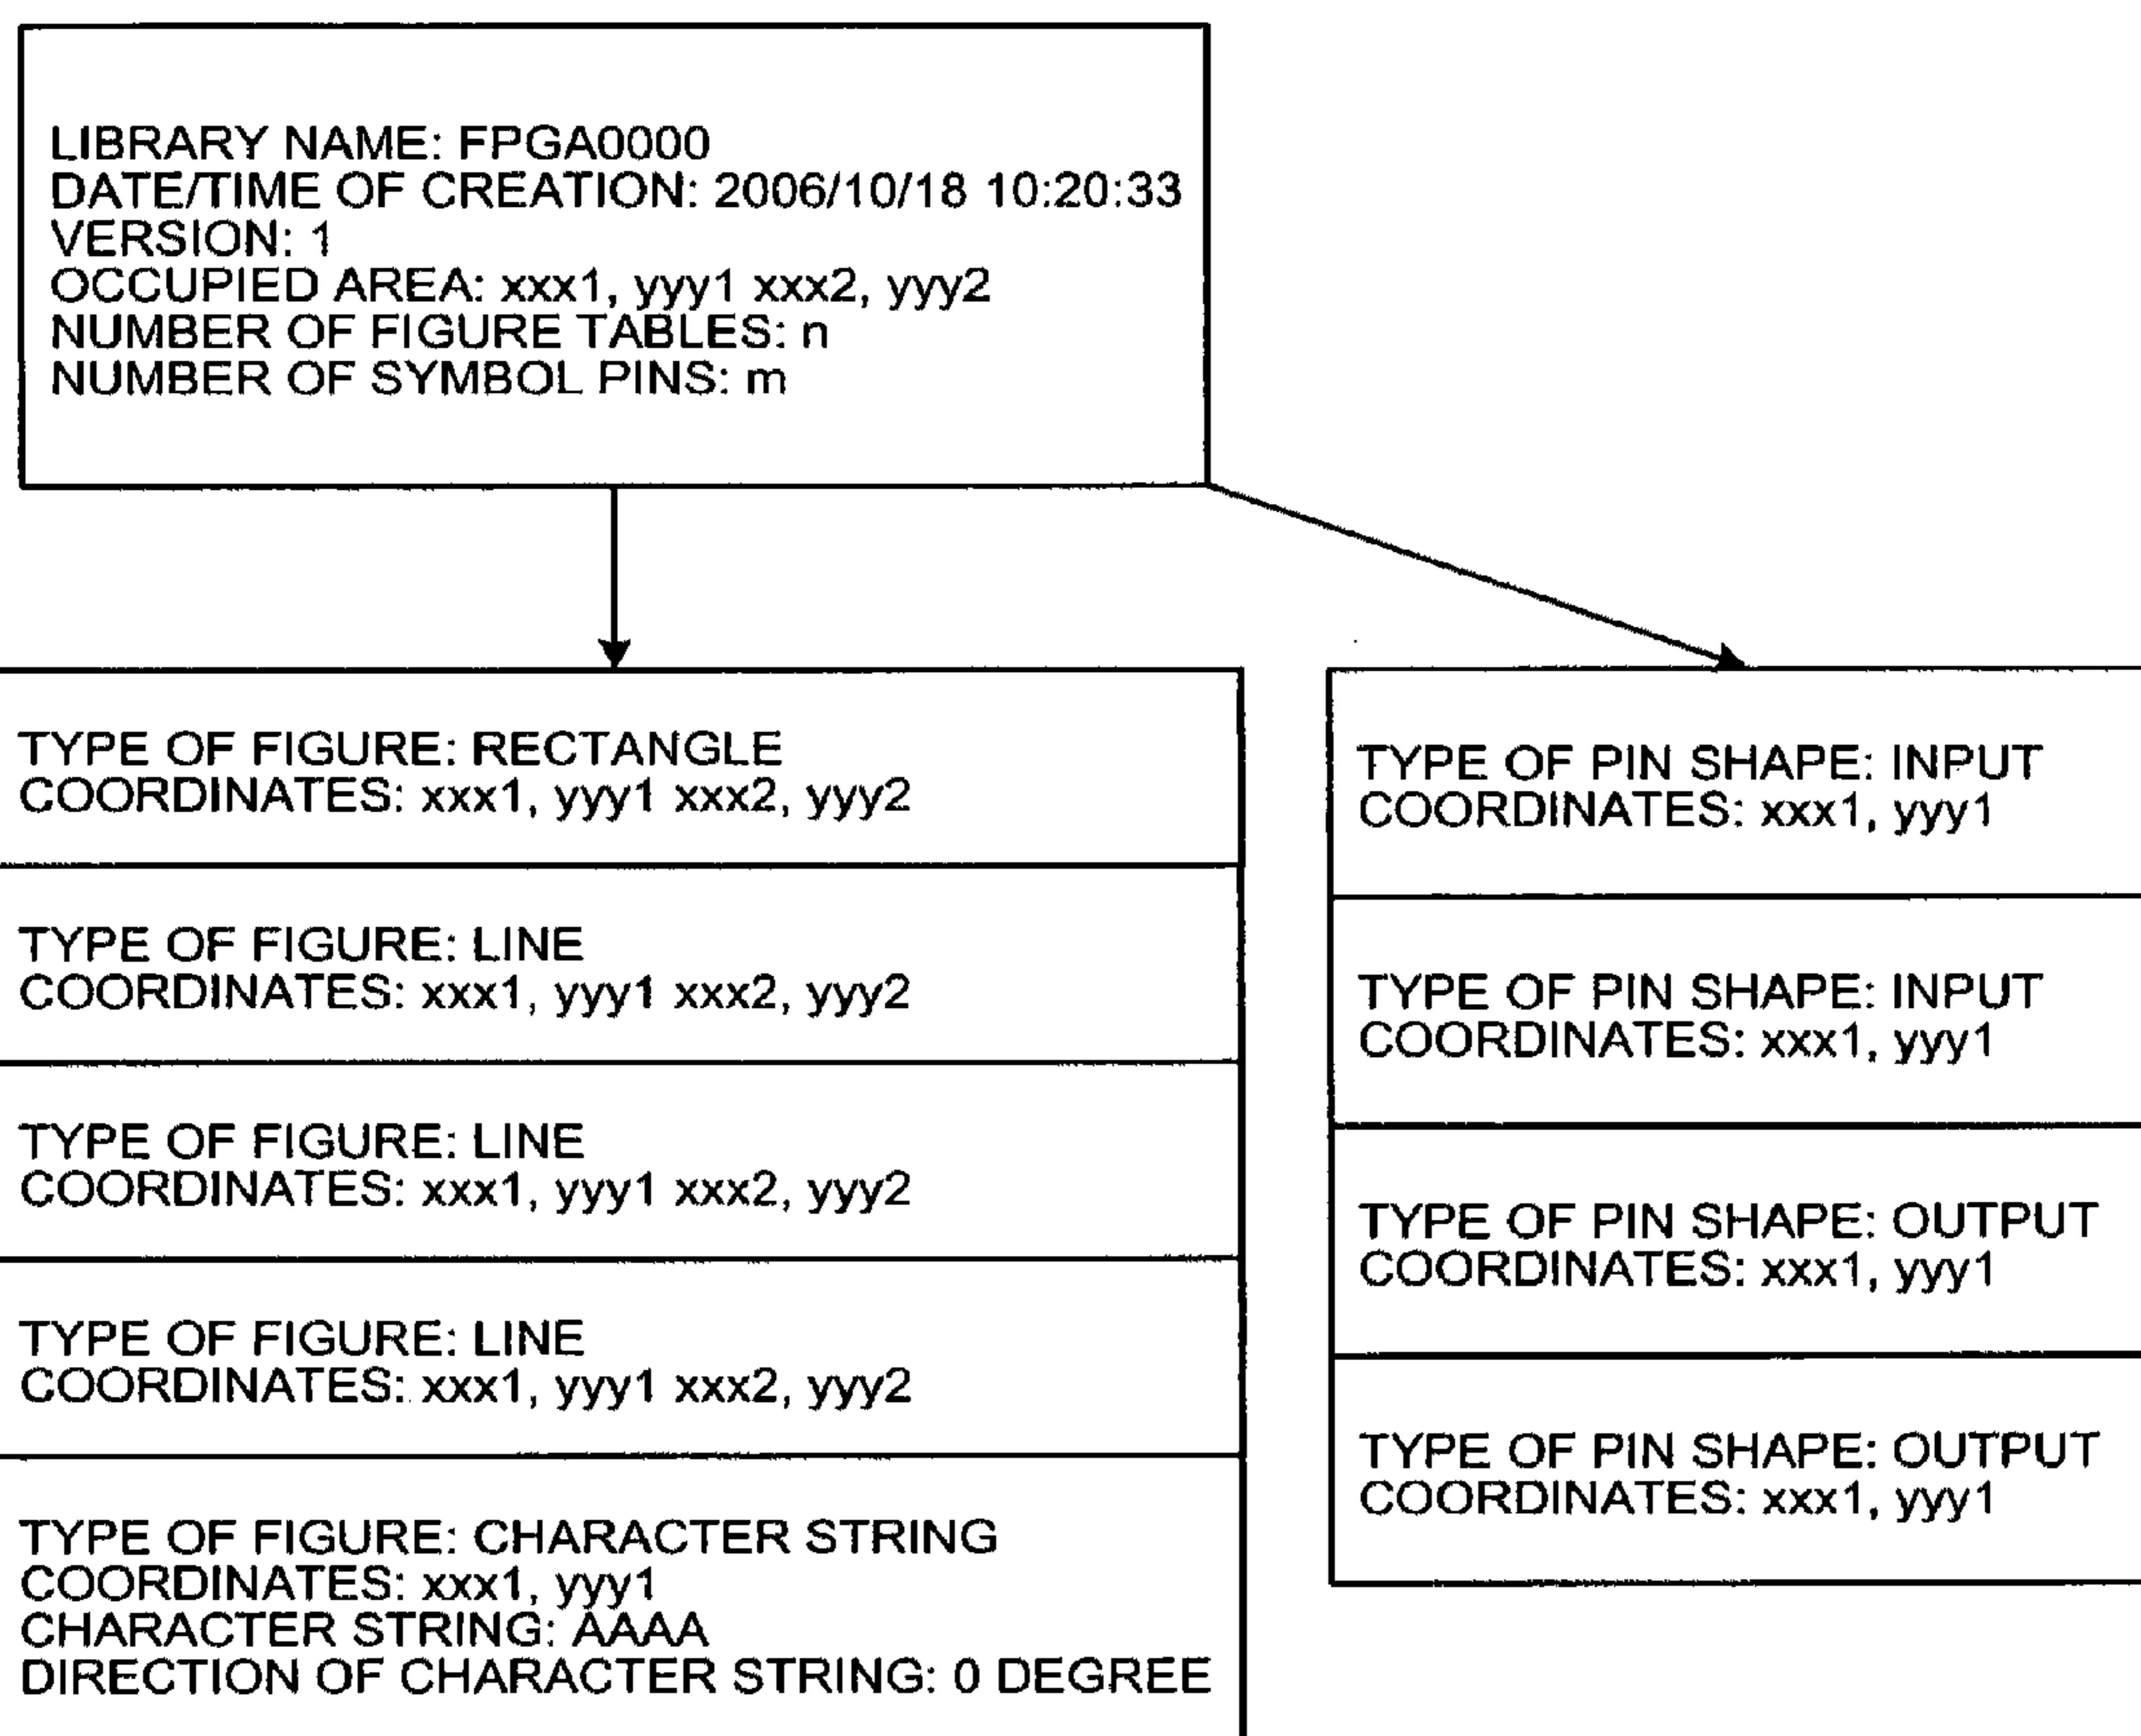 LIBRARY NAME: FPGA0000
DATE/TIME OF CREATION: 2006/10/18 10:20:33
VERSION: 1
OCCUPIED AREA: xxx1, yyy1 xxx2, yyy2
NUMBER OF FIGURE TABLES: n
NUMBER OF SYMBOL PINS: m
TYPE OF FIGURE: RECTANGLE
COORDINATES: xxx1, yyy1 xxx2, yyy2
TYPE OF FIGURE: LINE
COORDINATES: xxx1, yyy1 xxx2, yyy2
TYPE OF FIGURE: LINE
COORDINATES: xxx1, yyy1 xxx2, yyy2
TYPE OF FIGURE: LINE
COORDINATES: xxx1, yyy1 xxx2, yyy2
TYPE OF FIGURE: CHARACTER STRING
COORDINATES: xxx1, yyy1
CHARACTER STRING: AAAA
DIRECTION OF CHARACTER STRING: 0 DEGREE
TYPE OF PIN SHAPE: INPUT
COORDINATES: xxx1, yyy1
TYPE OF PIN SHAPE: INPUT
COORDINATES: xxx1, yyy1
TYPE OF PIN SHAPE: OUTPUT
COORDINATES: xxx1, yyy1
TYPE OF PIN SHAPE: OUTPUT
COORDINATES: xxx1, yyy1